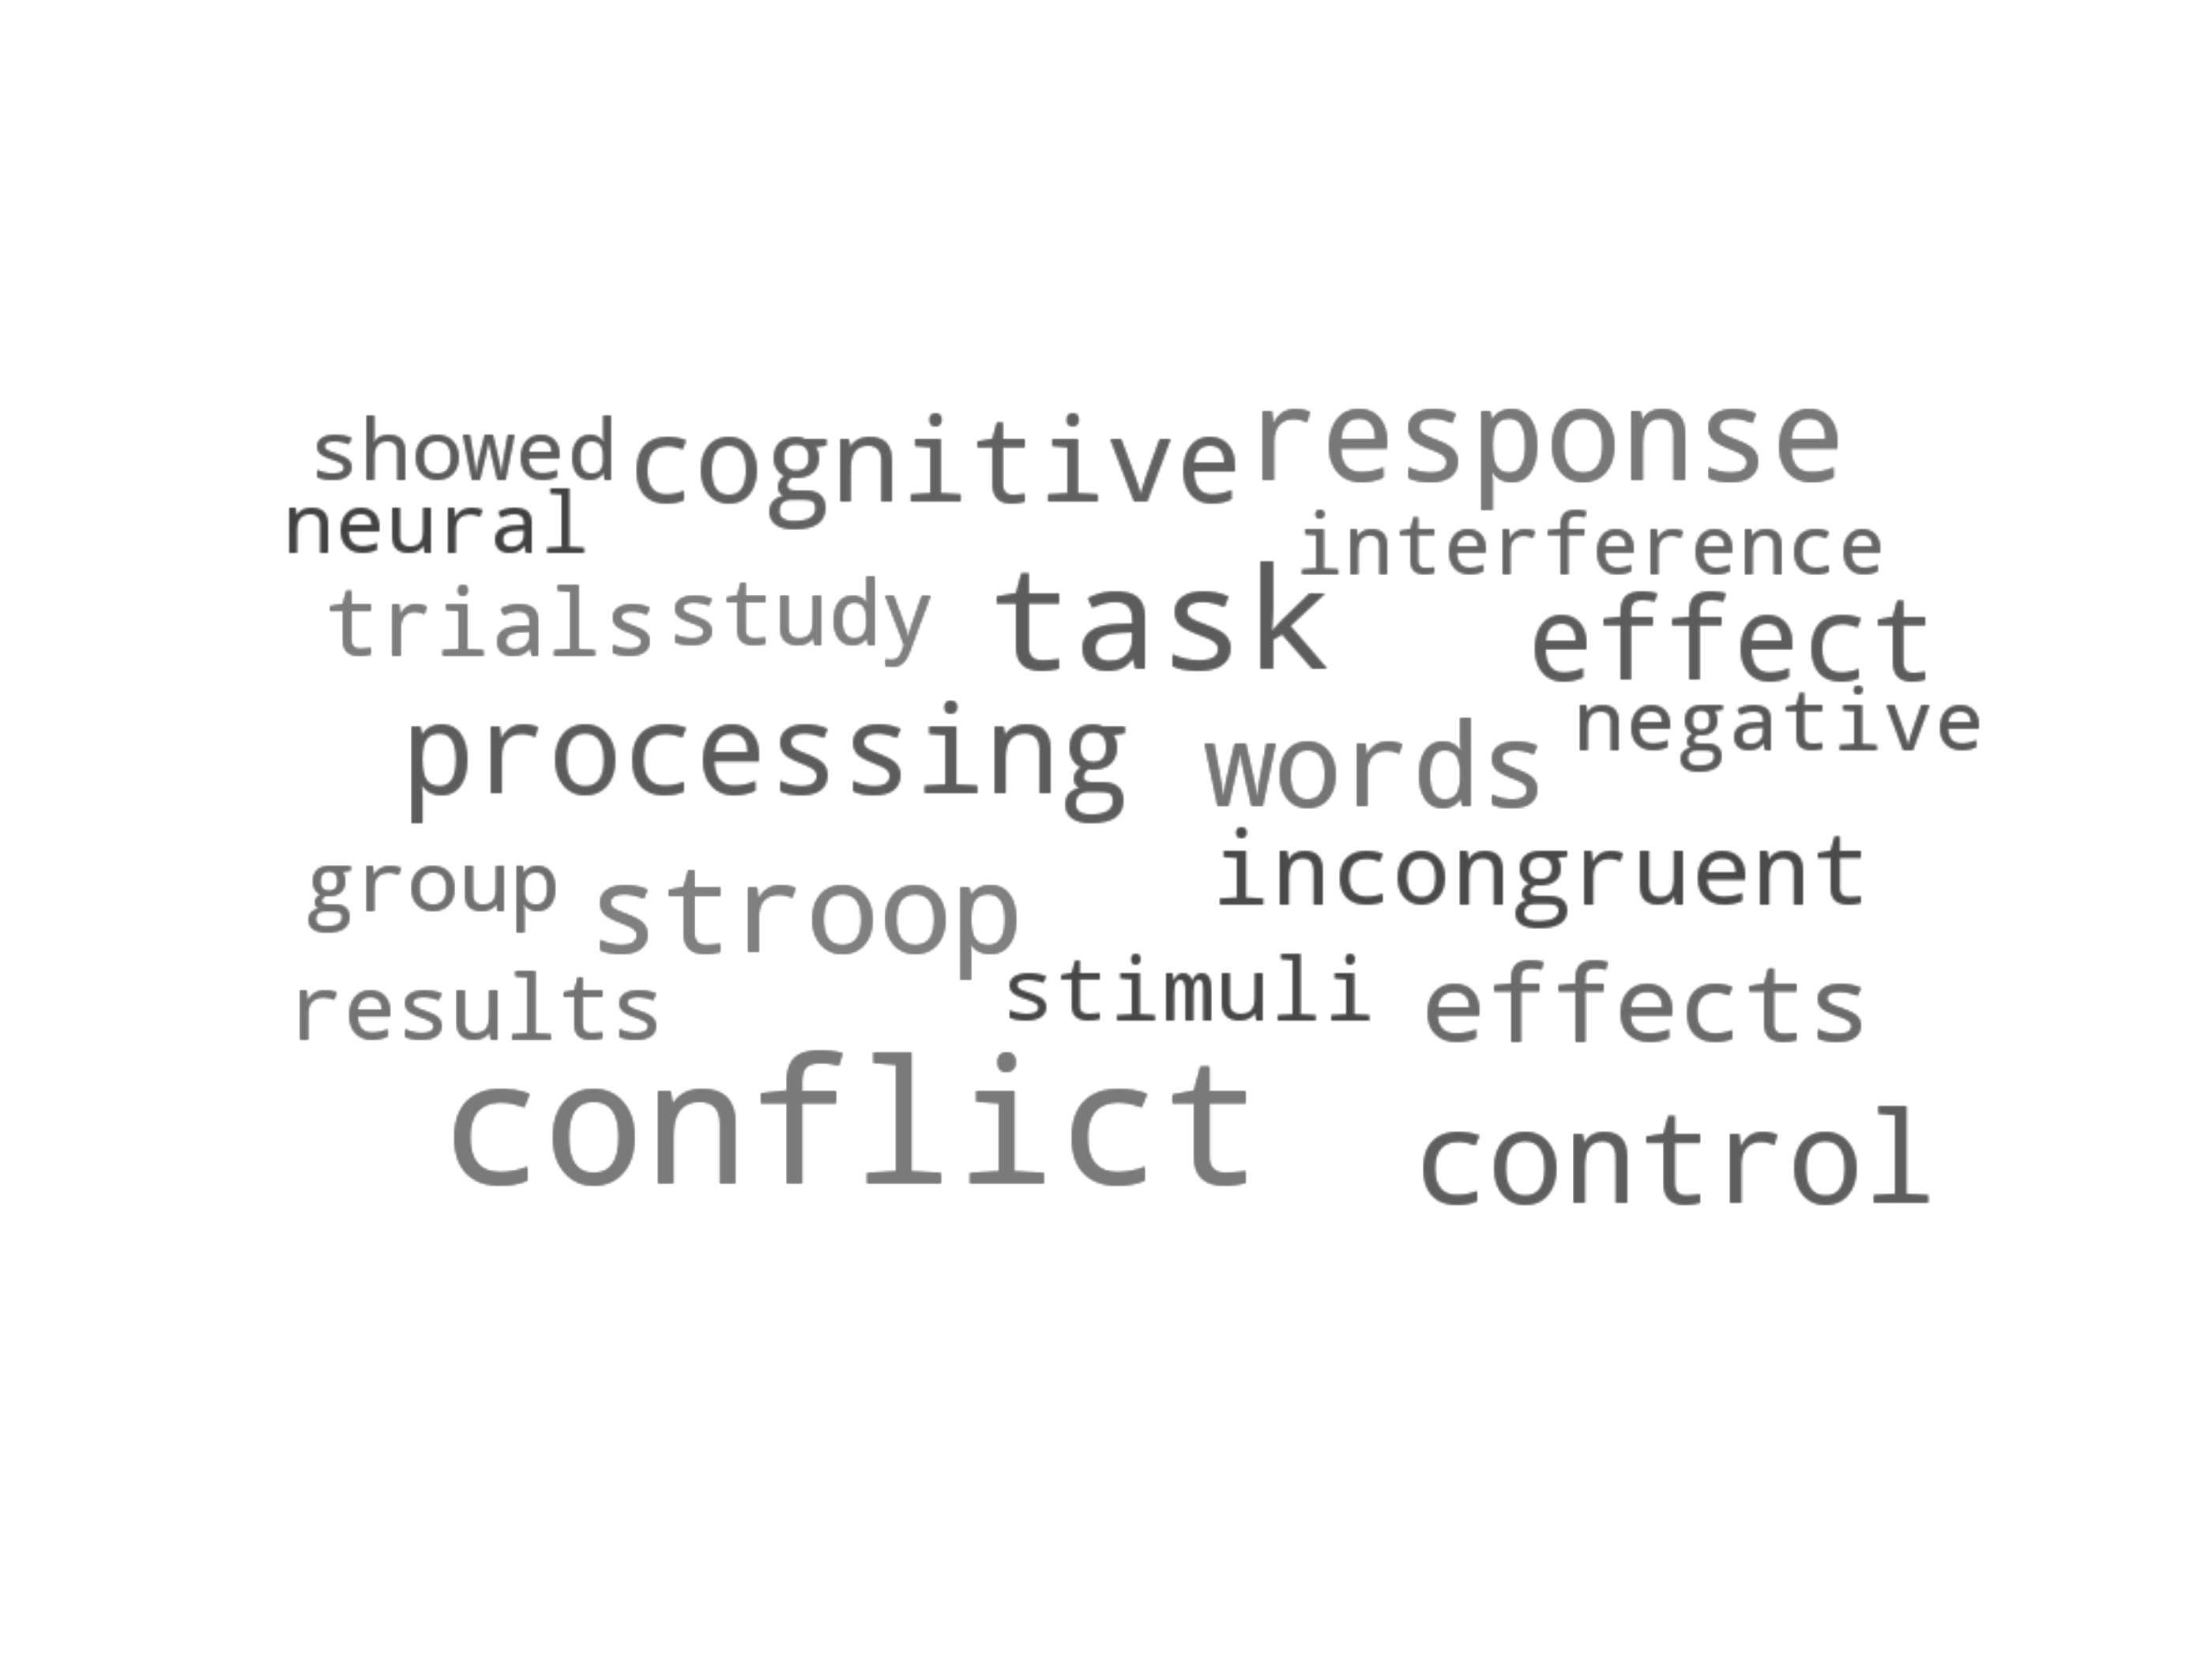 showed cognitive response
neural interference
trials study task effect
negative
processing words
incongruent
group stroop
results stimuli effects
conflict control